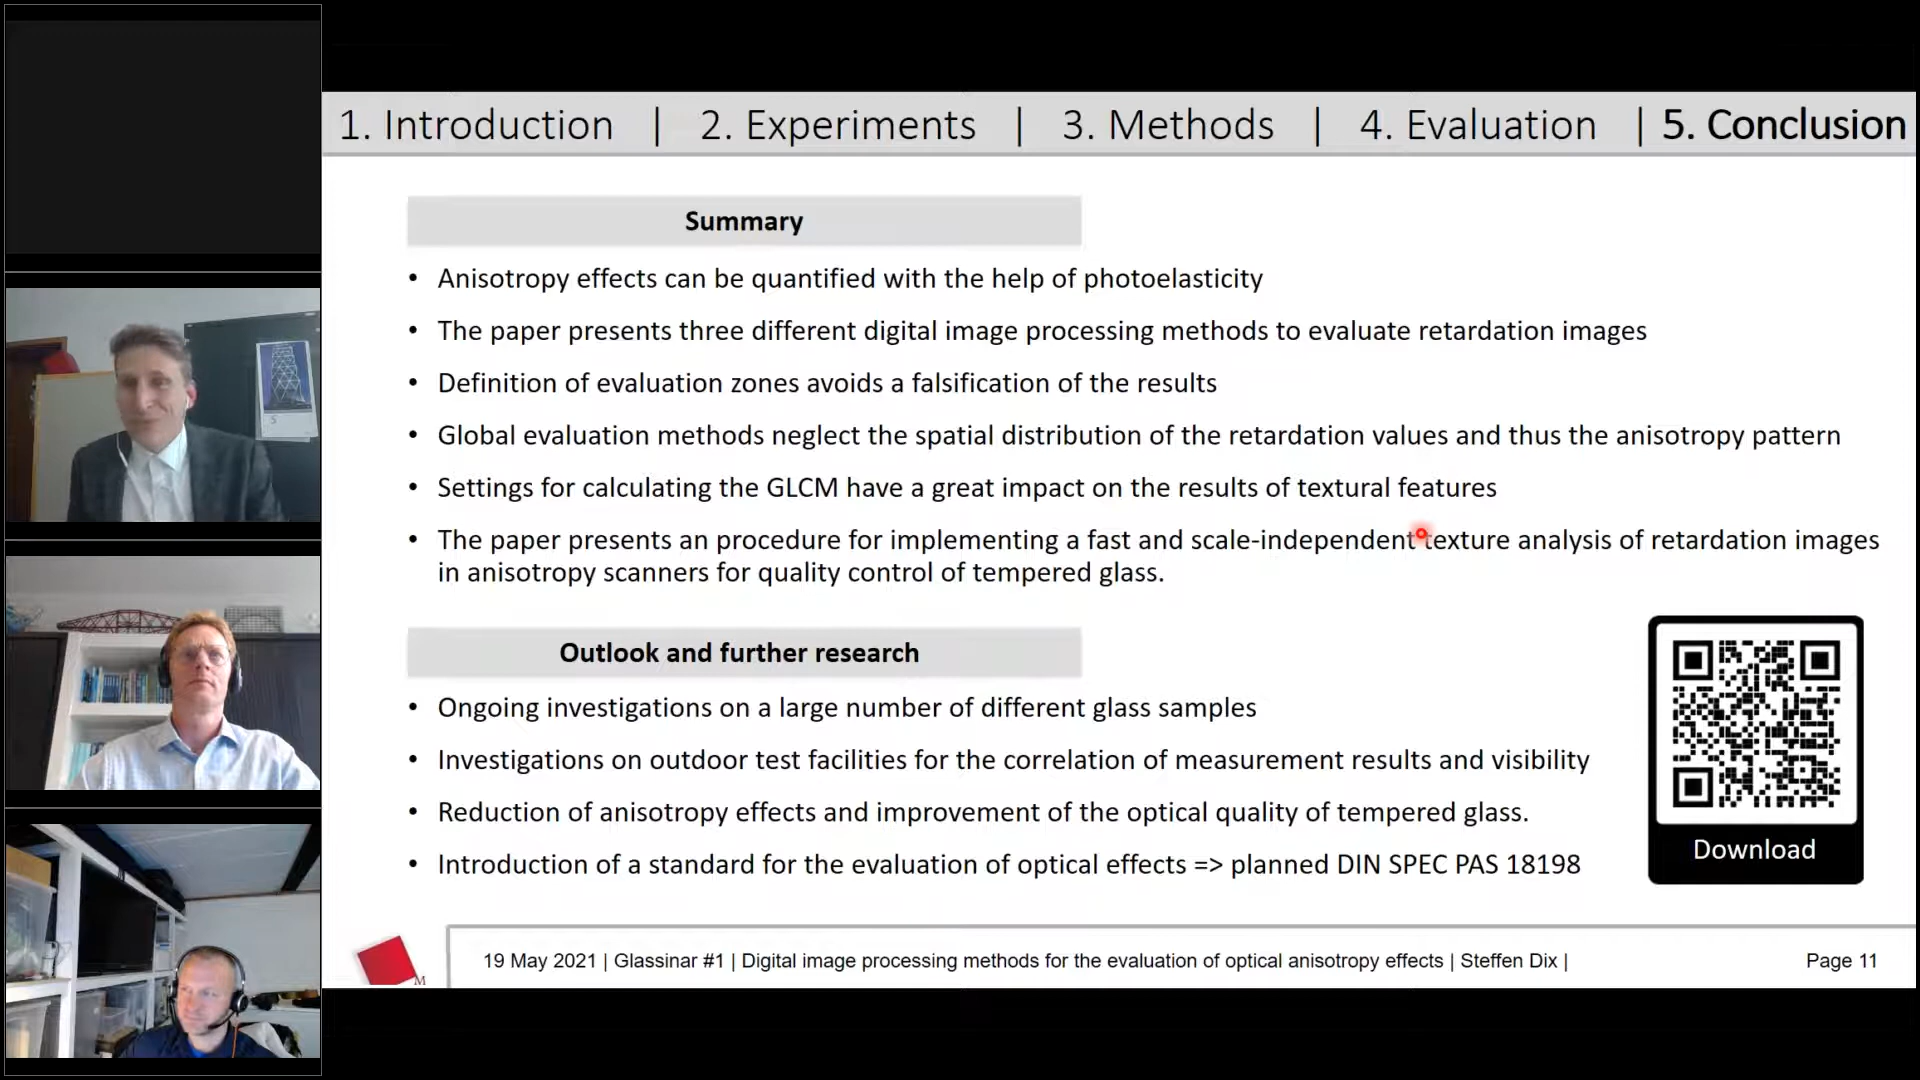 1. Introduction | 2. Experiments | 3. Methods | 4. Evaluation | 5. Conclusion
Summary
• Anisotropy effects can be quantified with the help of photoelasticity
• The paper presents three different digital image processing methods to evaluate retardation images
• Definition of evaluation zones avoids a falsification of the results
• Global evaluation methods neglect the spatial distribution of the retardation values and thus the anisotropy pattern
• Settings for calculating the GLCM have a great impact on the results of textural features
• The paper presents an procedure for implementing a fast and scale-independent texture analysis of retardation images
in anisotropy scanners for quality control of tempered glass.
Outlook and further research
• Ongoing investigations on a large number of different glass samples
• Investigations on outdoor test facilities for the correlation of measurement results and visibility
• Reduction of anisotropy effects and improvement of the optical quality of tempered glass.
• Introduction of a standard for the evaluation of optical effects => planned DIN SPEC PAS 18198
Download
M
19 May 2021 | Glassinar #1 | Digital image processing methods for the evaluation of optical anisotropy effects | Steffen Dix |
Page 11
5